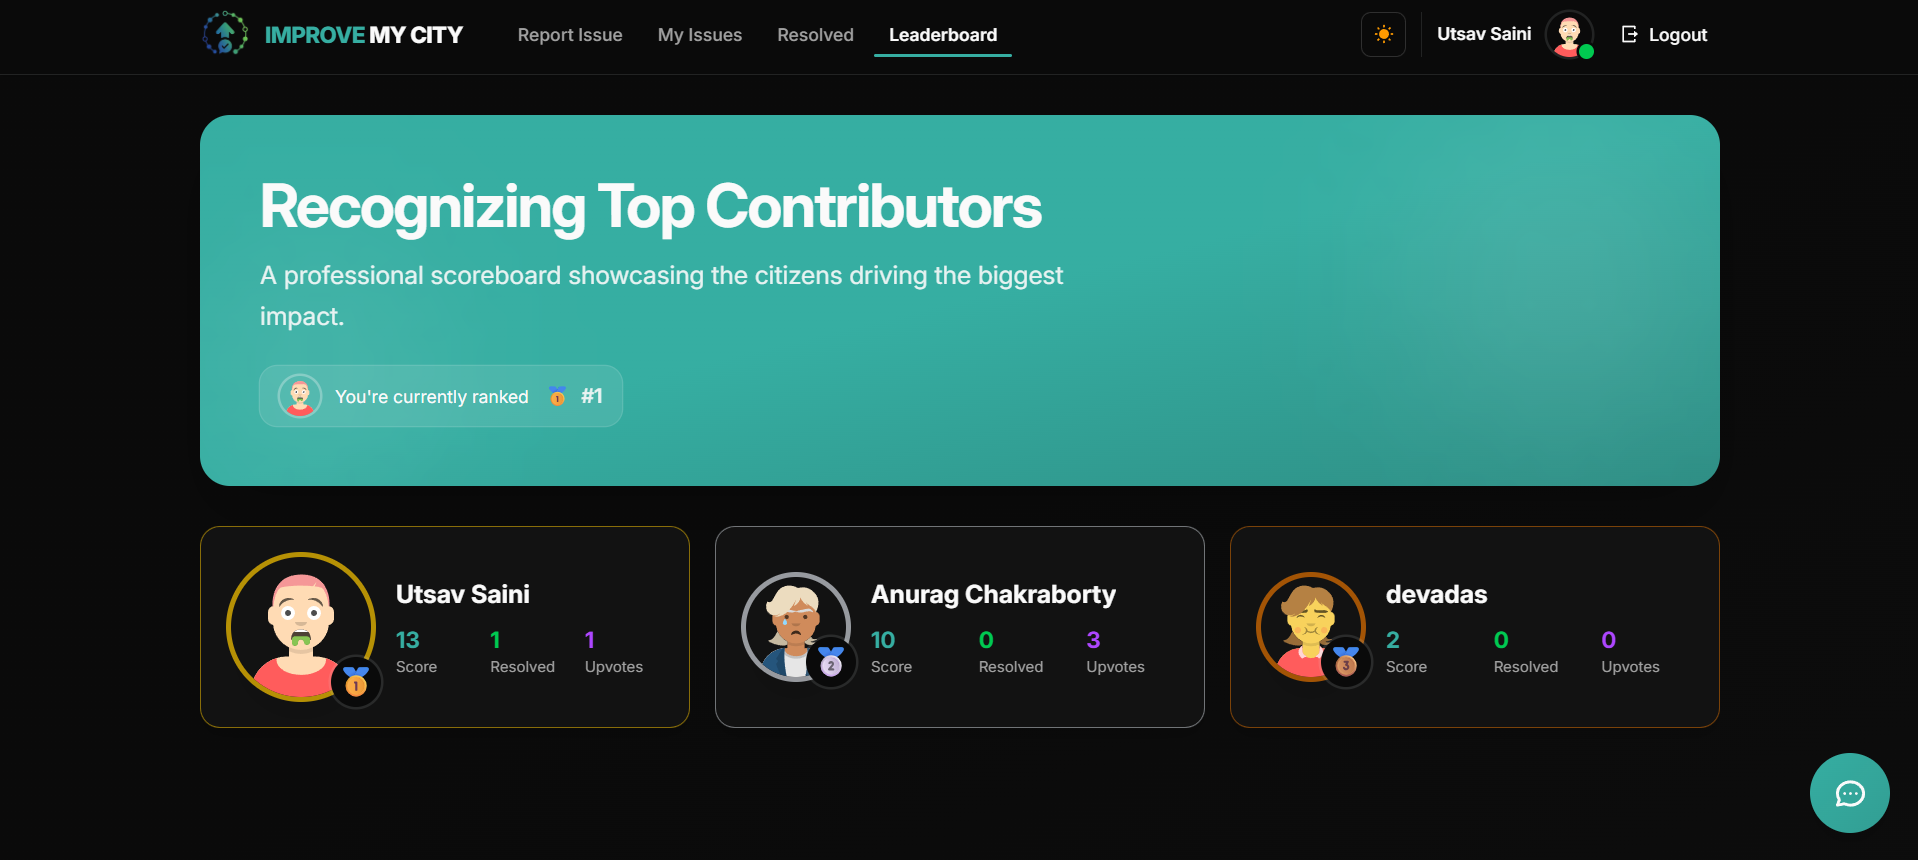 IMPROVE MY CITY
Report Issue
My Issues
Resolved
Leaderboard
Utsav Saini
Logout
Recognizing Top Contributors
A professional scoreboard showcasing the citizens driving the biggest
impact.
You're currently ranked 1 #1
1
Utsav Saini
13 1 1
Score Resolved Upvotes
2
Anurag Chakraborty
10 0 3
Score Resolved Upvotes
3
devadas
2 0 0
Score Resolved Upvotes